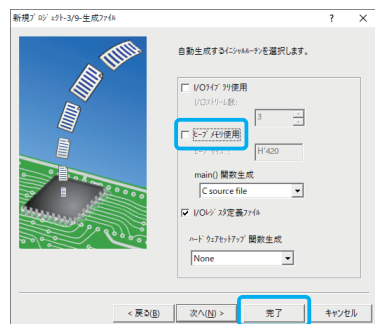 新規ﾌﾟﾛｼﾞｪｸﾄ-3/9-生成ﾌｧｲﾙ ? ×
自動生成するｲﾆｼｬﾙﾙｰﾁﾝを選択します。
I/Oﾗｲﾌﾞﾗﾘ使用
I/Oｽﾄﾘｰﾑ数:
3
ﾋｰﾌﾟﾒﾓﾘ使用
H'420
main() 関数生成
C source file
I/Oﾚｼﾞｽﾀ定義ﾌｧｲﾙ
ﾊｰﾄﾞｳｪｱｾｯﾄｱｯﾌﾟ関数生成
None
< 戻る(B) 次へ(N) > 完了 キャンセル